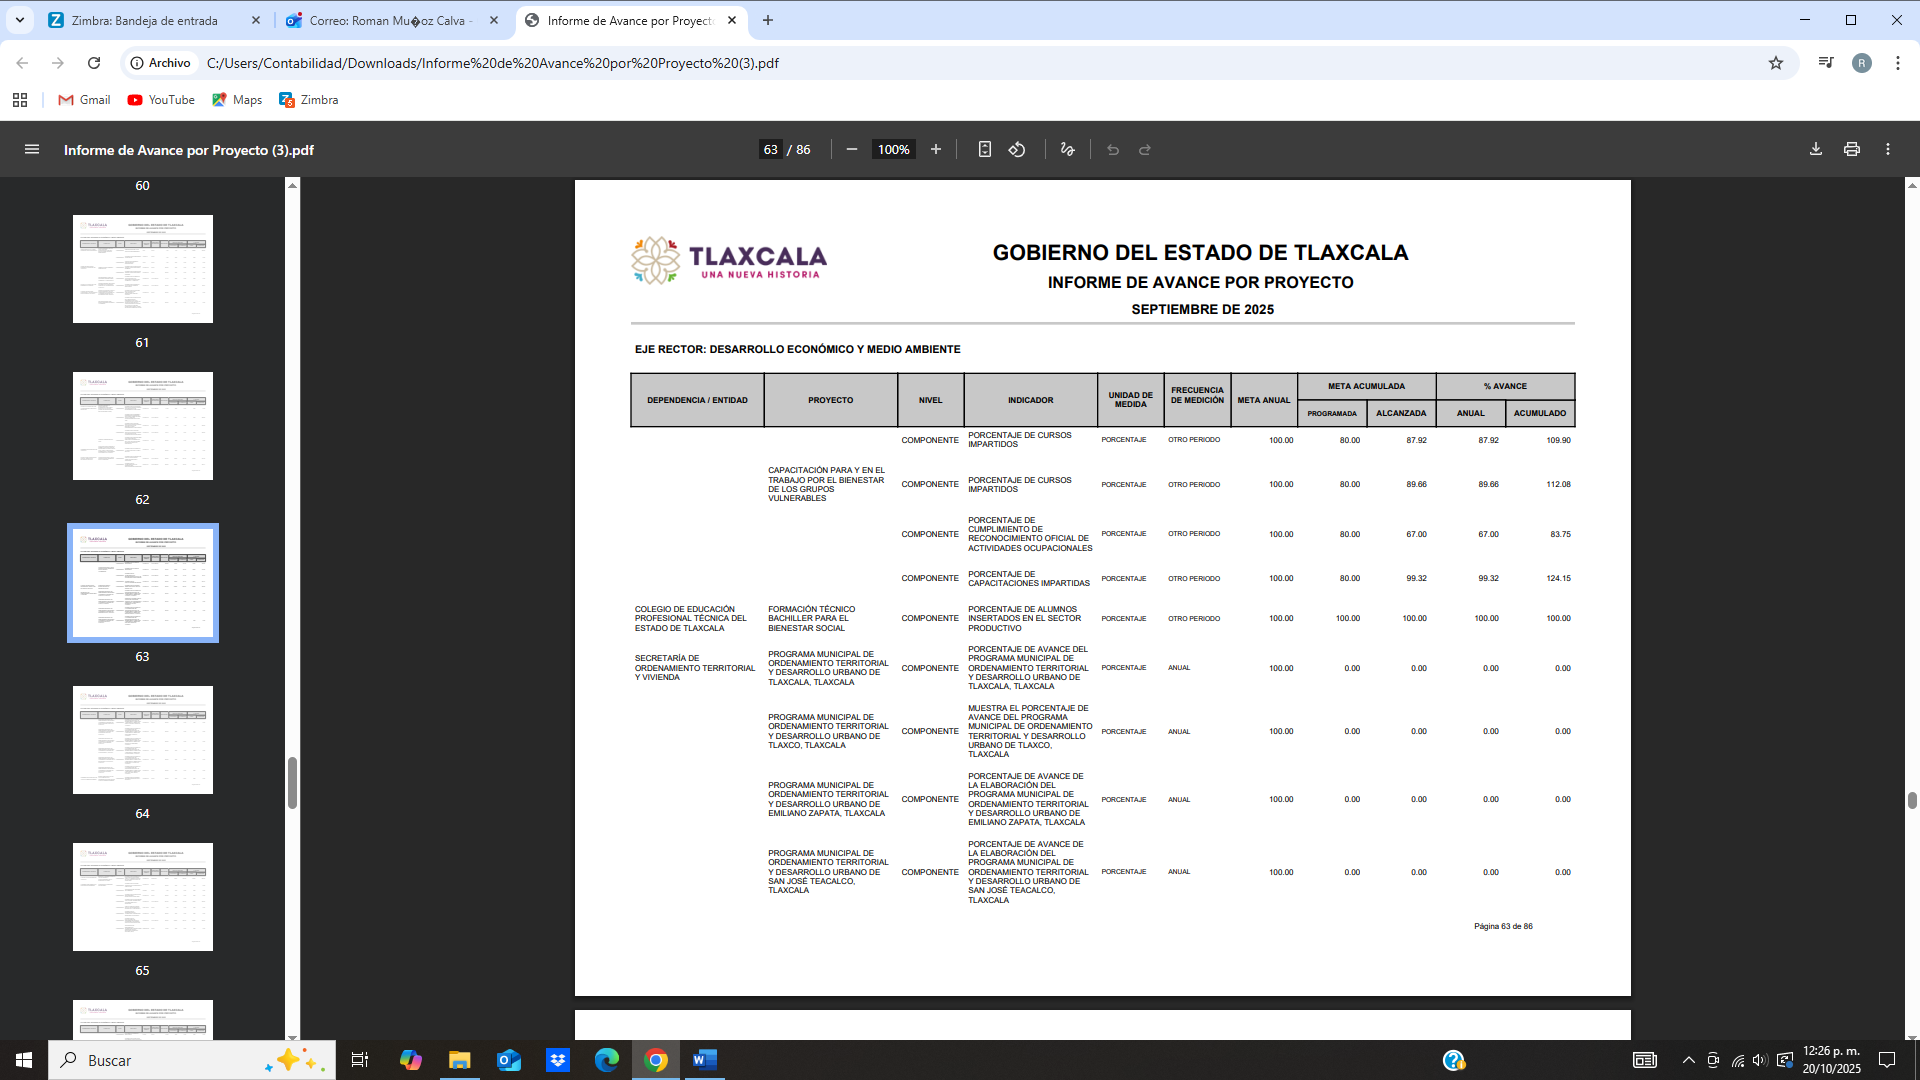 Zimbra: Bandeja de entrada
Correo: Roman Mu�oz Calva -
Informe de Avance por Proyect
Archivo
C:/Users/Contabilidad/Downloads/Informe%20de%20Avance%20por%20Proyecto%20(3).pdf
R
Gmail
YouTube
Maps
Zimbra
Informe de Avance por Proyecto (3).pdf
63 / 86
100%
60
61
62
63
64
65
TLAXCALA
UNA NUEVA HISTORIA
GOBIERNO DEL ESTADO DE TLAXCALA
INFORME DE AVANCE POR PROYECTO
SEPTIEMBRE DE 2025
EJE RECTOR: DESARROLLO ECONÓMICO Y MEDIO AMBIENTE
DEPENDENCIA / ENTIDAD
PROYECTO
NIVEL
INDICADOR
UNIDAD DE
MEDIDA
FRECUENCIA
DE MEDICIÓN
META ANUAL
META ACUMULADA
PROGRAMADA
ALCANZADA
% AVANCE
ANUAL
ACUMULADO
COMPONENTE
PORCENTAJE DE CURSOS
IMPARTIDOS
PORCENTAJE
OTRO PERIODO
100.00
80.00
87.92
87.92
109.90
CAPACITACIÓN PARA Y EN EL
TRABAJO POR EL BIENESTAR
DE LOS GRUPOS
VULNERABLES
COMPONENTE
PORCENTAJE DE CURSOS
IMPARTIDOS
PORCENTAJE
OTRO PERIODO
100.00
80.00
89.66
89.66
112.08
COMPONENTE
PORCENTAJE DE
CUMPLIMIENTO DE
RECONOCIMIENTO OFICIAL DE
ACTIVIDADES OCUPACIONALES
PORCENTAJE
OTRO PERIODO
100.00
80.00
67.00
67.00
83.75
COMPONENTE
PORCENTAJE DE
CAPACITACIONES IMPARTIDAS
PORCENTAJE
OTRO PERIODO
100.00
80.00
99.32
99.32
124.15
COLEGIO DE EDUCACIÓN
PROFESIONAL TÉCNICA DEL
ESTADO DE TLAXCALA
FORMACIÓN TÉCNICO
BACHILLER PARA EL
BIENESTAR SOCIAL
COMPONENTE
PORCENTAJE DE ALUMNOS
INSERTADOS EN EL SECTOR
PRODUCTIVO
PORCENTAJE
OTRO PERIODO
100.00
100.00
100.00
100.00
100.00
SECRETARÍA DE
ORDENAMIENTO TERRITORIAL
Y VIVIENDA
PROGRAMA MUNICIPAL DE
ORDENAMIENTO TERRITORIAL
Y DESARROLLO URBANO DE
TLAXCALA, TLAXCALA
COMPONENTE
PORCENTAJE DE AVANCE DEL
PROGRAMA MUNICIPAL DE
ORDENAMIENTO TERRITORIAL
Y DESARROLLO URBANO DE
TLAXCALA, TLAXCALA
PORCENTAJE
ANUAL
100.00
0.00
0.00
0.00
0.00
PROGRAMA MUNICIPAL DE
ORDENAMIENTO TERRITORIAL
Y DESARROLLO URBANO DE
TLAXCO, TLAXCALA
COMPONENTE
MUESTRA EL PORCENTAJE DE
AVANCE DEL PROGRAMA
MUNICIPAL DE ORDENAMIENTO
TERRITORIAL Y DESARROLLO
URBANO DE TLAXCO,
TLAXCALA
PORCENTAJE
ANUAL
100.00
0.00
0.00
0.00
0.00
PROGRAMA MUNICIPAL DE
ORDENAMIENTO TERRITORIAL
Y DESARROLLO URBANO DE
EMILIANO ZAPATA, TLAXCALA
COMPONENTE
PORCENTAJE DE AVANCE DE
LA ELABORACIÓN DEL
PROGRAMA MUNICIPAL DE
ORDENAMIENTO TERRITORIAL
Y DESARROLLO URBANO DE
EMILIANO ZAPATA, TLAXCALA
PORCENTAJE
ANUAL
100.00
0.00
0.00
0.00
0.00
PROGRAMA MUNICIPAL DE
ORDENAMIENTO TERRITORIAL
Y DESARROLLO URBANO DE
SAN JOSÉ TEACALCO,
TLAXCALA
COMPONENTE
PORCENTAJE DE AVANCE DE
LA ELABORACIÓN DEL
PROGRAMA MUNICIPAL DE
ORDENAMIENTO TERRITORIAL
Y DESARROLLO URBANO DE
SAN JOSÉ TEACALCO,
TLAXCALA
PORCENTAJE
ANUAL
100.00
0.00
0.00
0.00
0.00
Página 63 de 86
Buscar
12:26 p. m.
20/10/2025